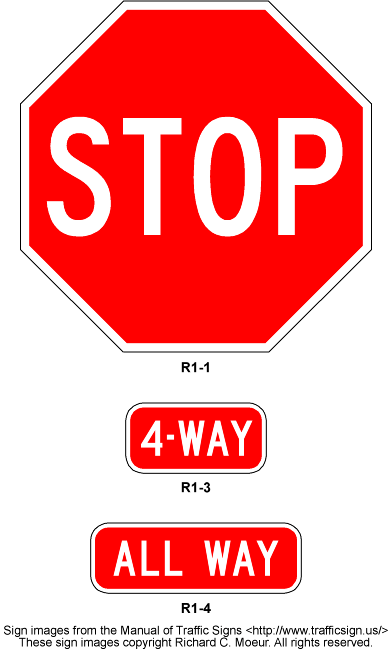 STOP
R1-1
4-WAY
R1-3
ALL WAY
R1-4
Sign images from the Manual of Traffic Signs <http://www.trafficsign.us/>
These sign images copyright Richard C. Moeur. All rights reserved.